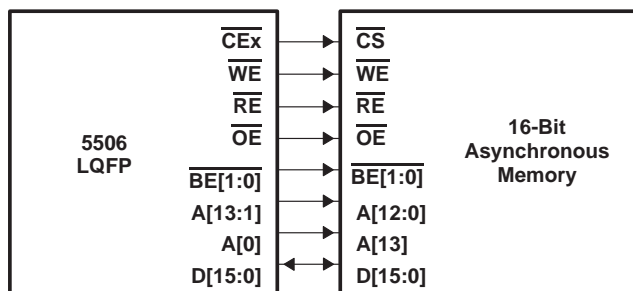 CEx CS
WE WE
RE RE
5506
LQFP
OE OE
16-Bit
Asynchronous
Memory
BE[1:0] BE[1:0]
A[13:1] A[12:0]
A[0] A[13]
D[15:0] D[15:0]